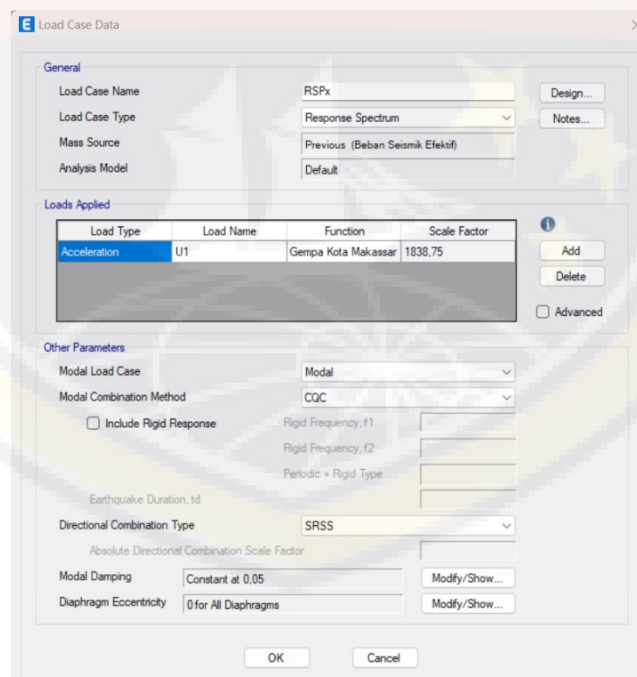 E Load Case Data
General
Load Case Name RSPx Design...
Load Case Type Response Spectrum Notes...
Mass Source Previous (Beban Seismik Efektif)
Analysis Model Default
Loads Applied
Load Type Load Name Function Scale Factor
Acceleration U1 Gempa Kota Makassar 1838,75 Add
Delete
Advanced
Other Parameters
Modal Load Case Modal
Modal Combination Method CQC
Include Rigid Response Rigid Frequency, f1
Rigid Frequency, f2
Periodic + Rigid Type
Earthquake Duration, td
Directional Combination Type SRSS
Absolute Directional Combination Scale Factor
Modal Damping Constant at 0,05 Modify/Show...
Diaphragm Eccentricity 0 for All Diaphragms Modify/Show...
OK Cancel